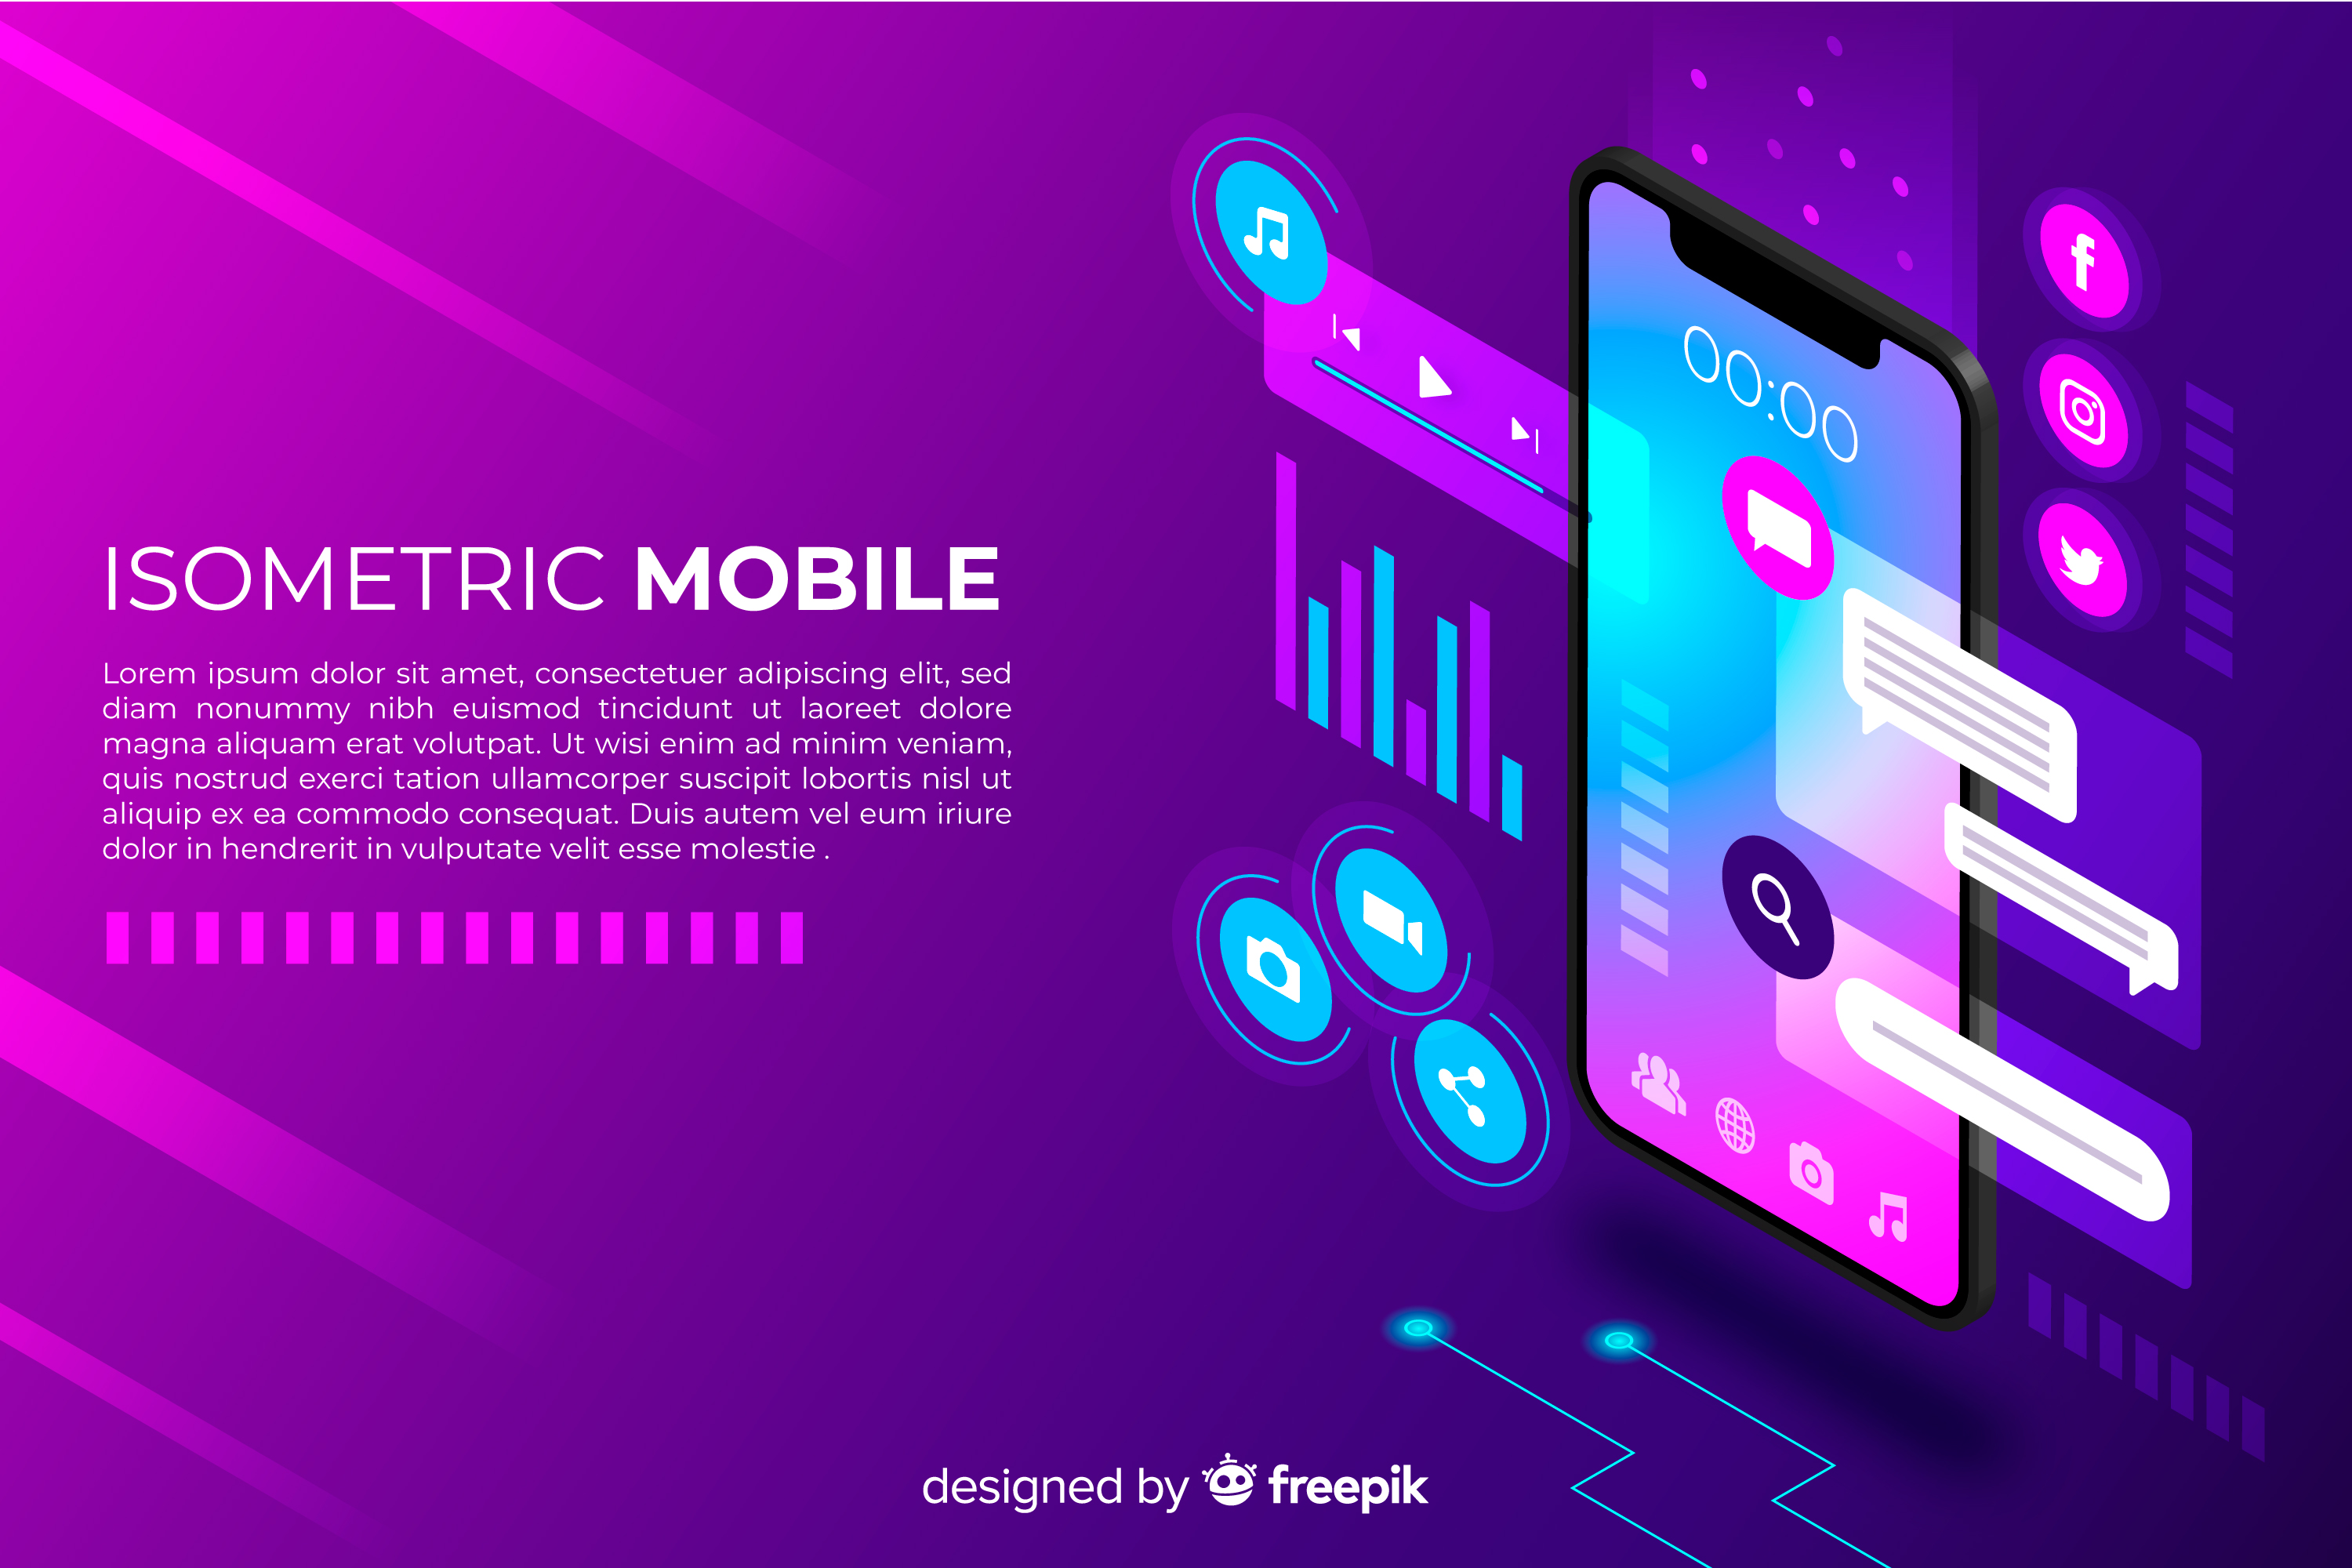 ISOMETRIC MOBILE
Lorem ipsum dolor sit amet, consectetuer adipiscing elit, sed
diam nonummy nibh euismod tincidunt ut laoreet dolore
magna aliquam erat volutpat. Ut wisi enim ad minim veniam,
quis nostrud exerci tation ullamcorper suscipit lobortis nisl ut
aliquip ex ea commodo consequat. Duis autem vel eum iriure
dolor in hendrerit in vulputate velit esse molestie .
00:00
f
designed by freepik